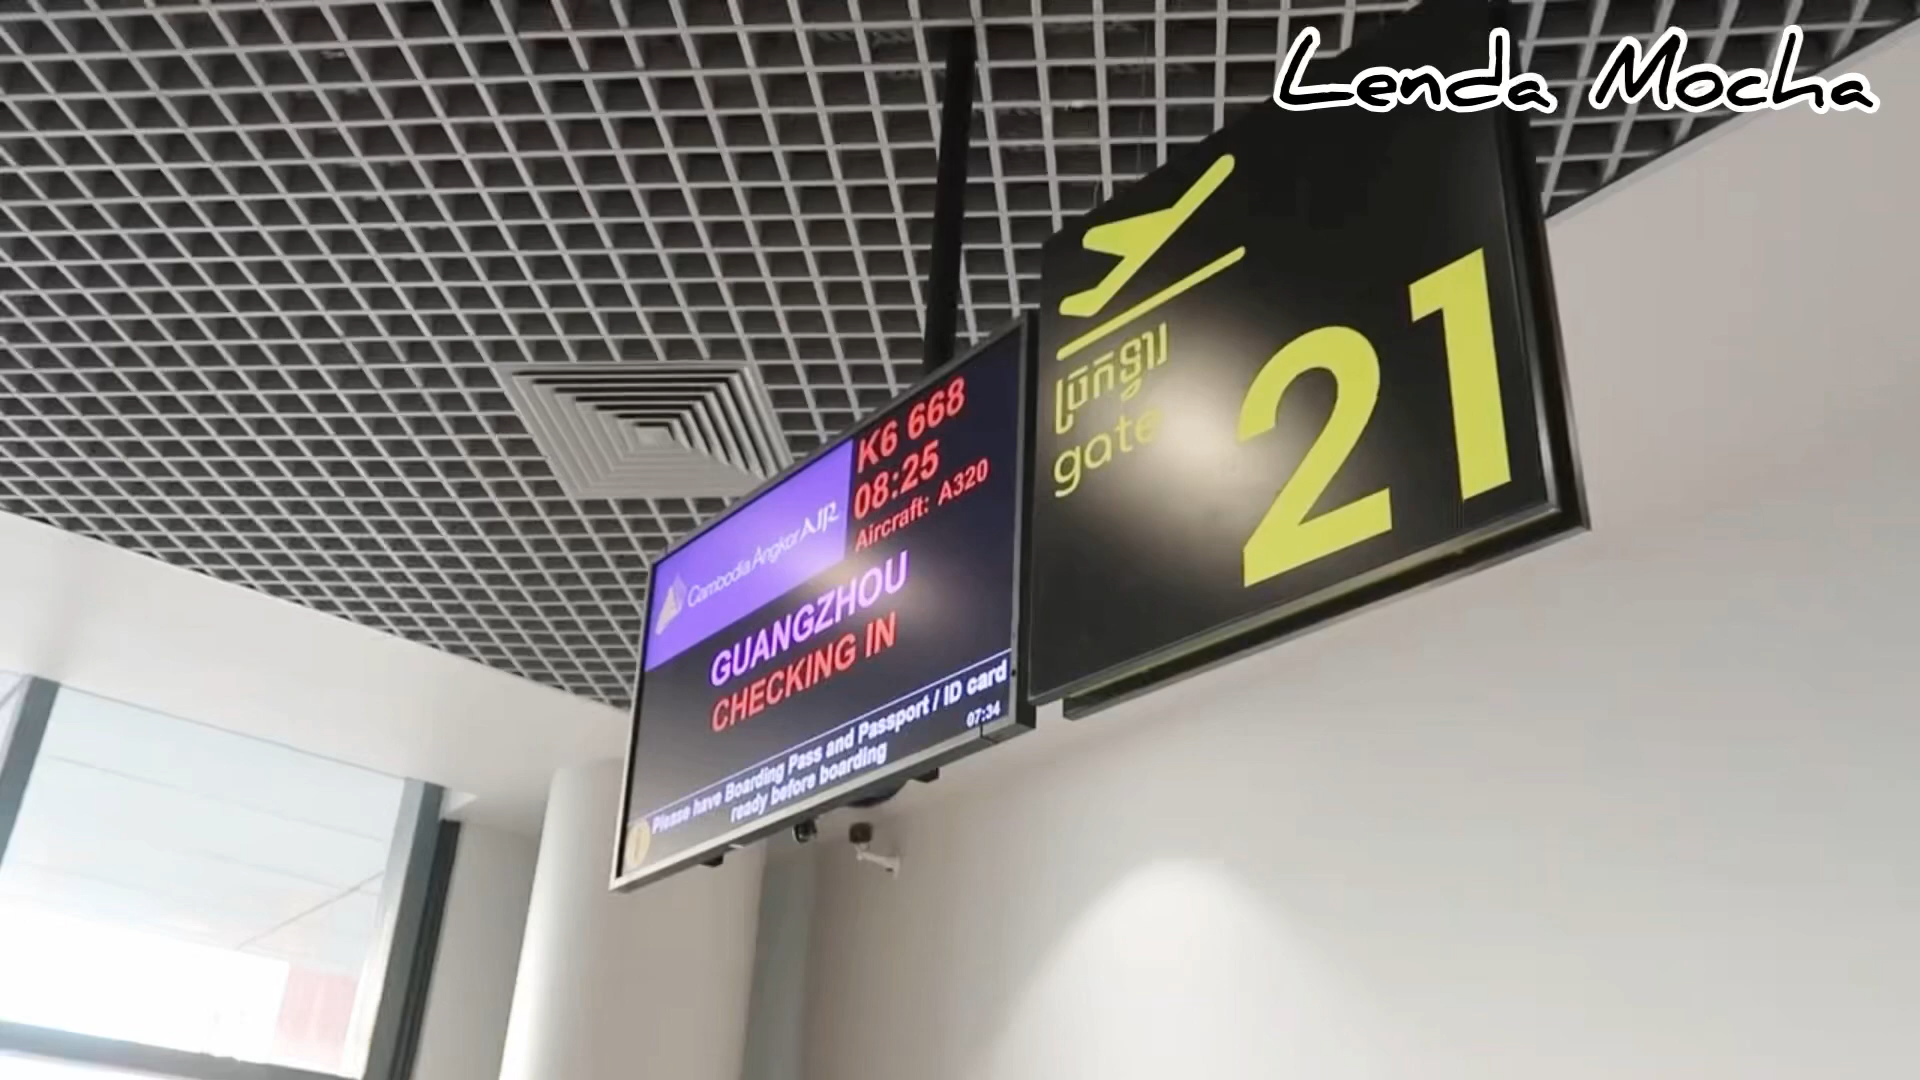 Lenda Mocha
Cambodia Angkor AIR
K6 668
08:25
Aircraft: A320
GUANGZHOU
CHECKING IN
Please have Boarding Pass and Passport / ID card
ready before boarding
07:34
ប្រែកទ្វារ
gate
21